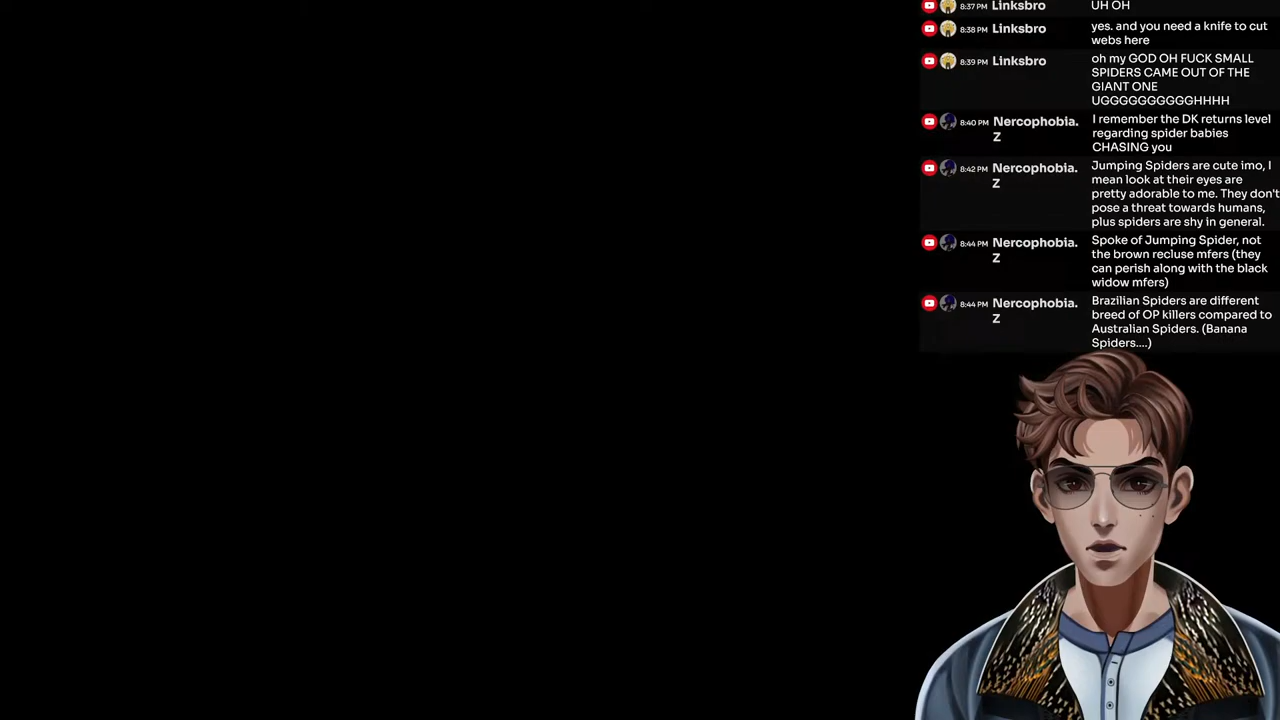 8:37 PM Linksbro UH OH
8:38 PM Linksbro yes. and you need a knife to cut
webs here
8:39 PM Linksbro oh my GOD OH FUCK SMALL
SPIDERS CAME OUT OF THE
GIANT ONE
UGGGGGGGGGGHHHH
8:40 PM Nercophobia. I remember the DK returns level
Z regarding spider babies
CHASING you
8:42 PM Nercophobia. Jumping Spiders are cute imo, I
Z mean look at their eyes are
pretty adorable to me. They don't
pose a threat towards humans,
plus spiders are shy in general.
8:44 PM Nercophobia. Spoke of Jumping Spider, not
Z the brown recluse mfers (they
can perish along with the black
widow mfers)
8:44 PM Nercophobia. Brazilian Spiders are different
Z breed of OP killers compared to
Australian Spiders. (Banana
Spiders....)